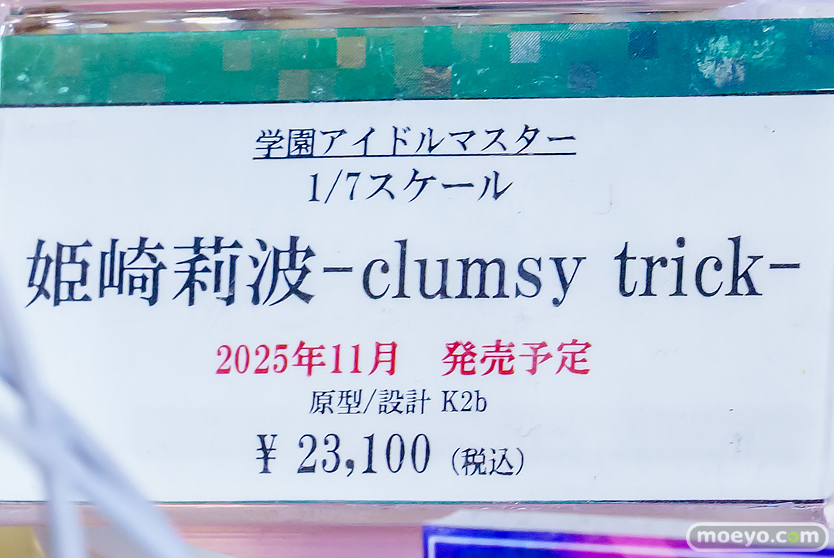 学園アイドルマスター
1/7スケール
姫崎莉波-clumsy trick-
2025年11月　発売予定
原型/設計 K2b
¥ 23,100 (税込)
moeyo.com